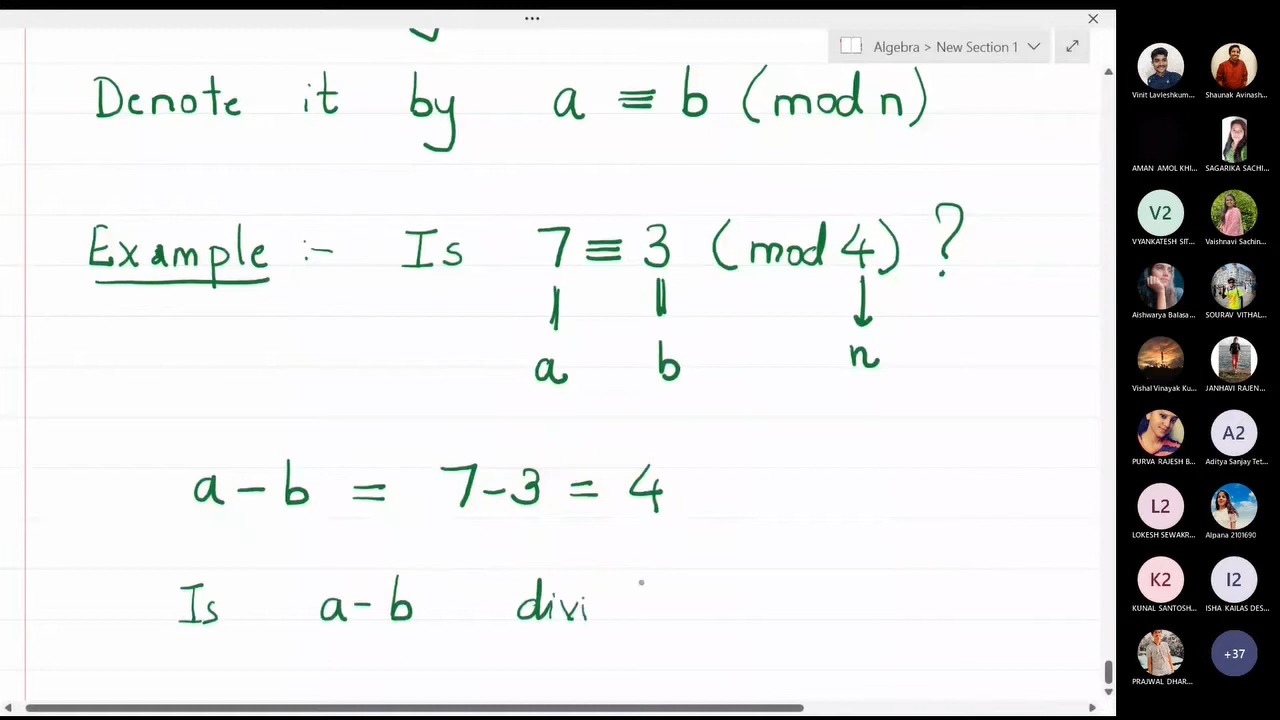 Algebra > New Section 1
Denote it by a ≡ b (mod n)
Example :- Is 7 ≡ 3 (mod 4) ?
a b n
a - b = 7 - 3 = 4
Is a - b divi
Vinit Lavleshkum...
Shaunak Avinash...
AMAN AMOL KHI...
SAGARIKA SACHI...
V2
VYANKATESH SIT...
Vaishnavi Sachin...
Aishwarya Balasa...
SOURAV VITHAL...
Vishal Vinayak Ku...
JANHAVI RAJEN...
PURVA RAJESH B...
A2
Aditya Sanjay Tet...
L2
LOKESH SEWAKR...
Alpana 2101690
K2
KUNAL SANTOSH...
I2
ISHA KAILAS DES...
PRAJWAL DHAR...
+37